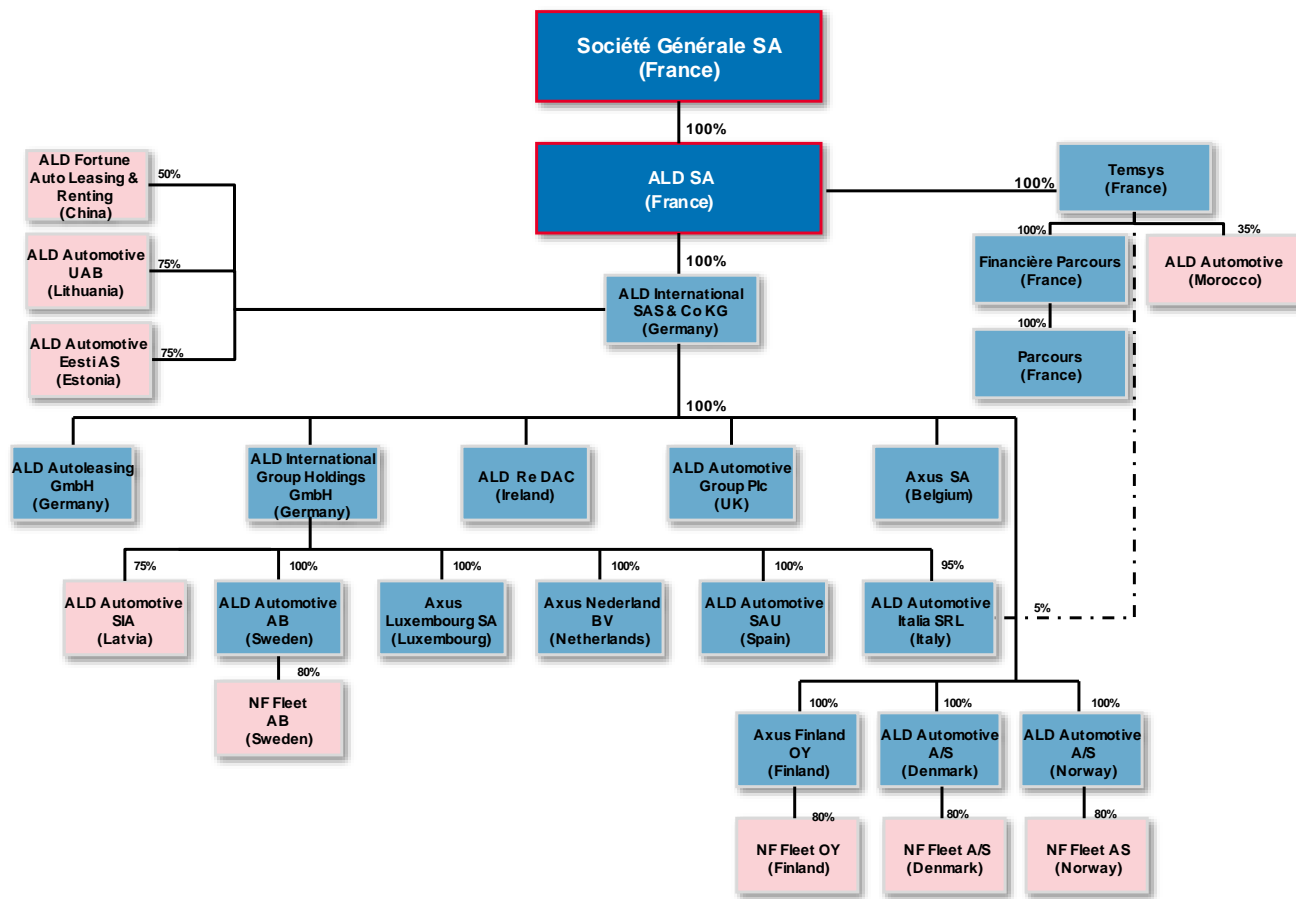 Société Générale SA
(France)
100%
ALD SA
(France)
100%
Temsys
(France)
100%
35%
Financière Parcours
(France)
ALD Automotive
(Morocco)
100%
Parcours
(France)
ALD Fortune
Auto Leasing &
Renting
(China)
50%
ALD Automotive
UAB
(Lithuania)
75%
ALD Automotive
Eesti AS
(Estonia)
75%
100%
ALD International
SAS & Co KG
(Germany)
100%
ALD Autoleasing
GmbH
(Germany)
ALD International
Group Holdings
GmbH
(Germany)
ALD Re DAC
(Ireland)
ALD Automotive
Group Plc
(UK)
Axus SA
(Belgium)
75%
100%
100%
100%
100%
95%
ALD Automotive
SIA
(Latvia)
ALD Automotive
AB
(Sweden)
Axus
Luxembourg SA
(Luxembourg)
Axus Nederland
BV
(Netherlands)
ALD Automotive
SAU
(Spain)
ALD Automotive
Italia SRL
(Italy)
5%
80%
NF Fleet
AB
(Sweden)
100%
100%
100%
Axus Finland
OY
(Finland)
ALD Automotive
A/S
(Denmark)
ALD Automotive
A/S
(Norway)
80%
80%
80%
NF Fleet OY
(Finland)
NF Fleet A/S
(Denmark)
NF Fleet AS
(Norway)